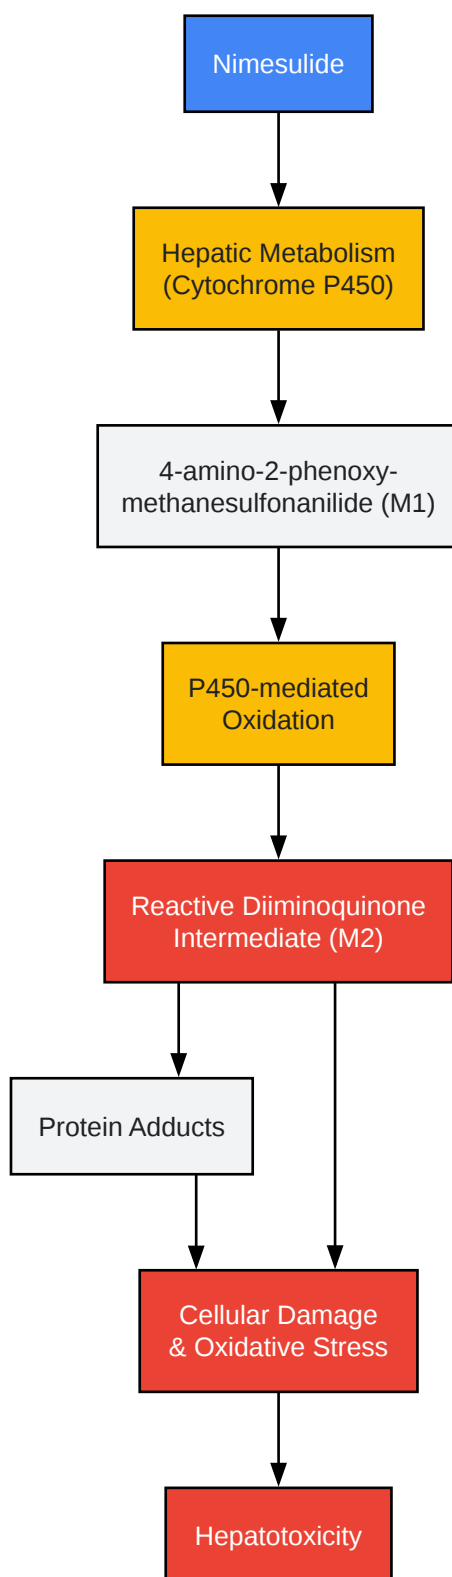 Nimesulide
Hepatic Metabolism
(Cytochrome P450)
4-amino-2-phenoxy-
methanesulfonanilide (M1)
P450-mediated
Oxidation
Reactive Diiminoquinone
Intermediate (M2)
Protein Adducts
Cellular Damage
& Oxidative Stress
Hepatotoxicity